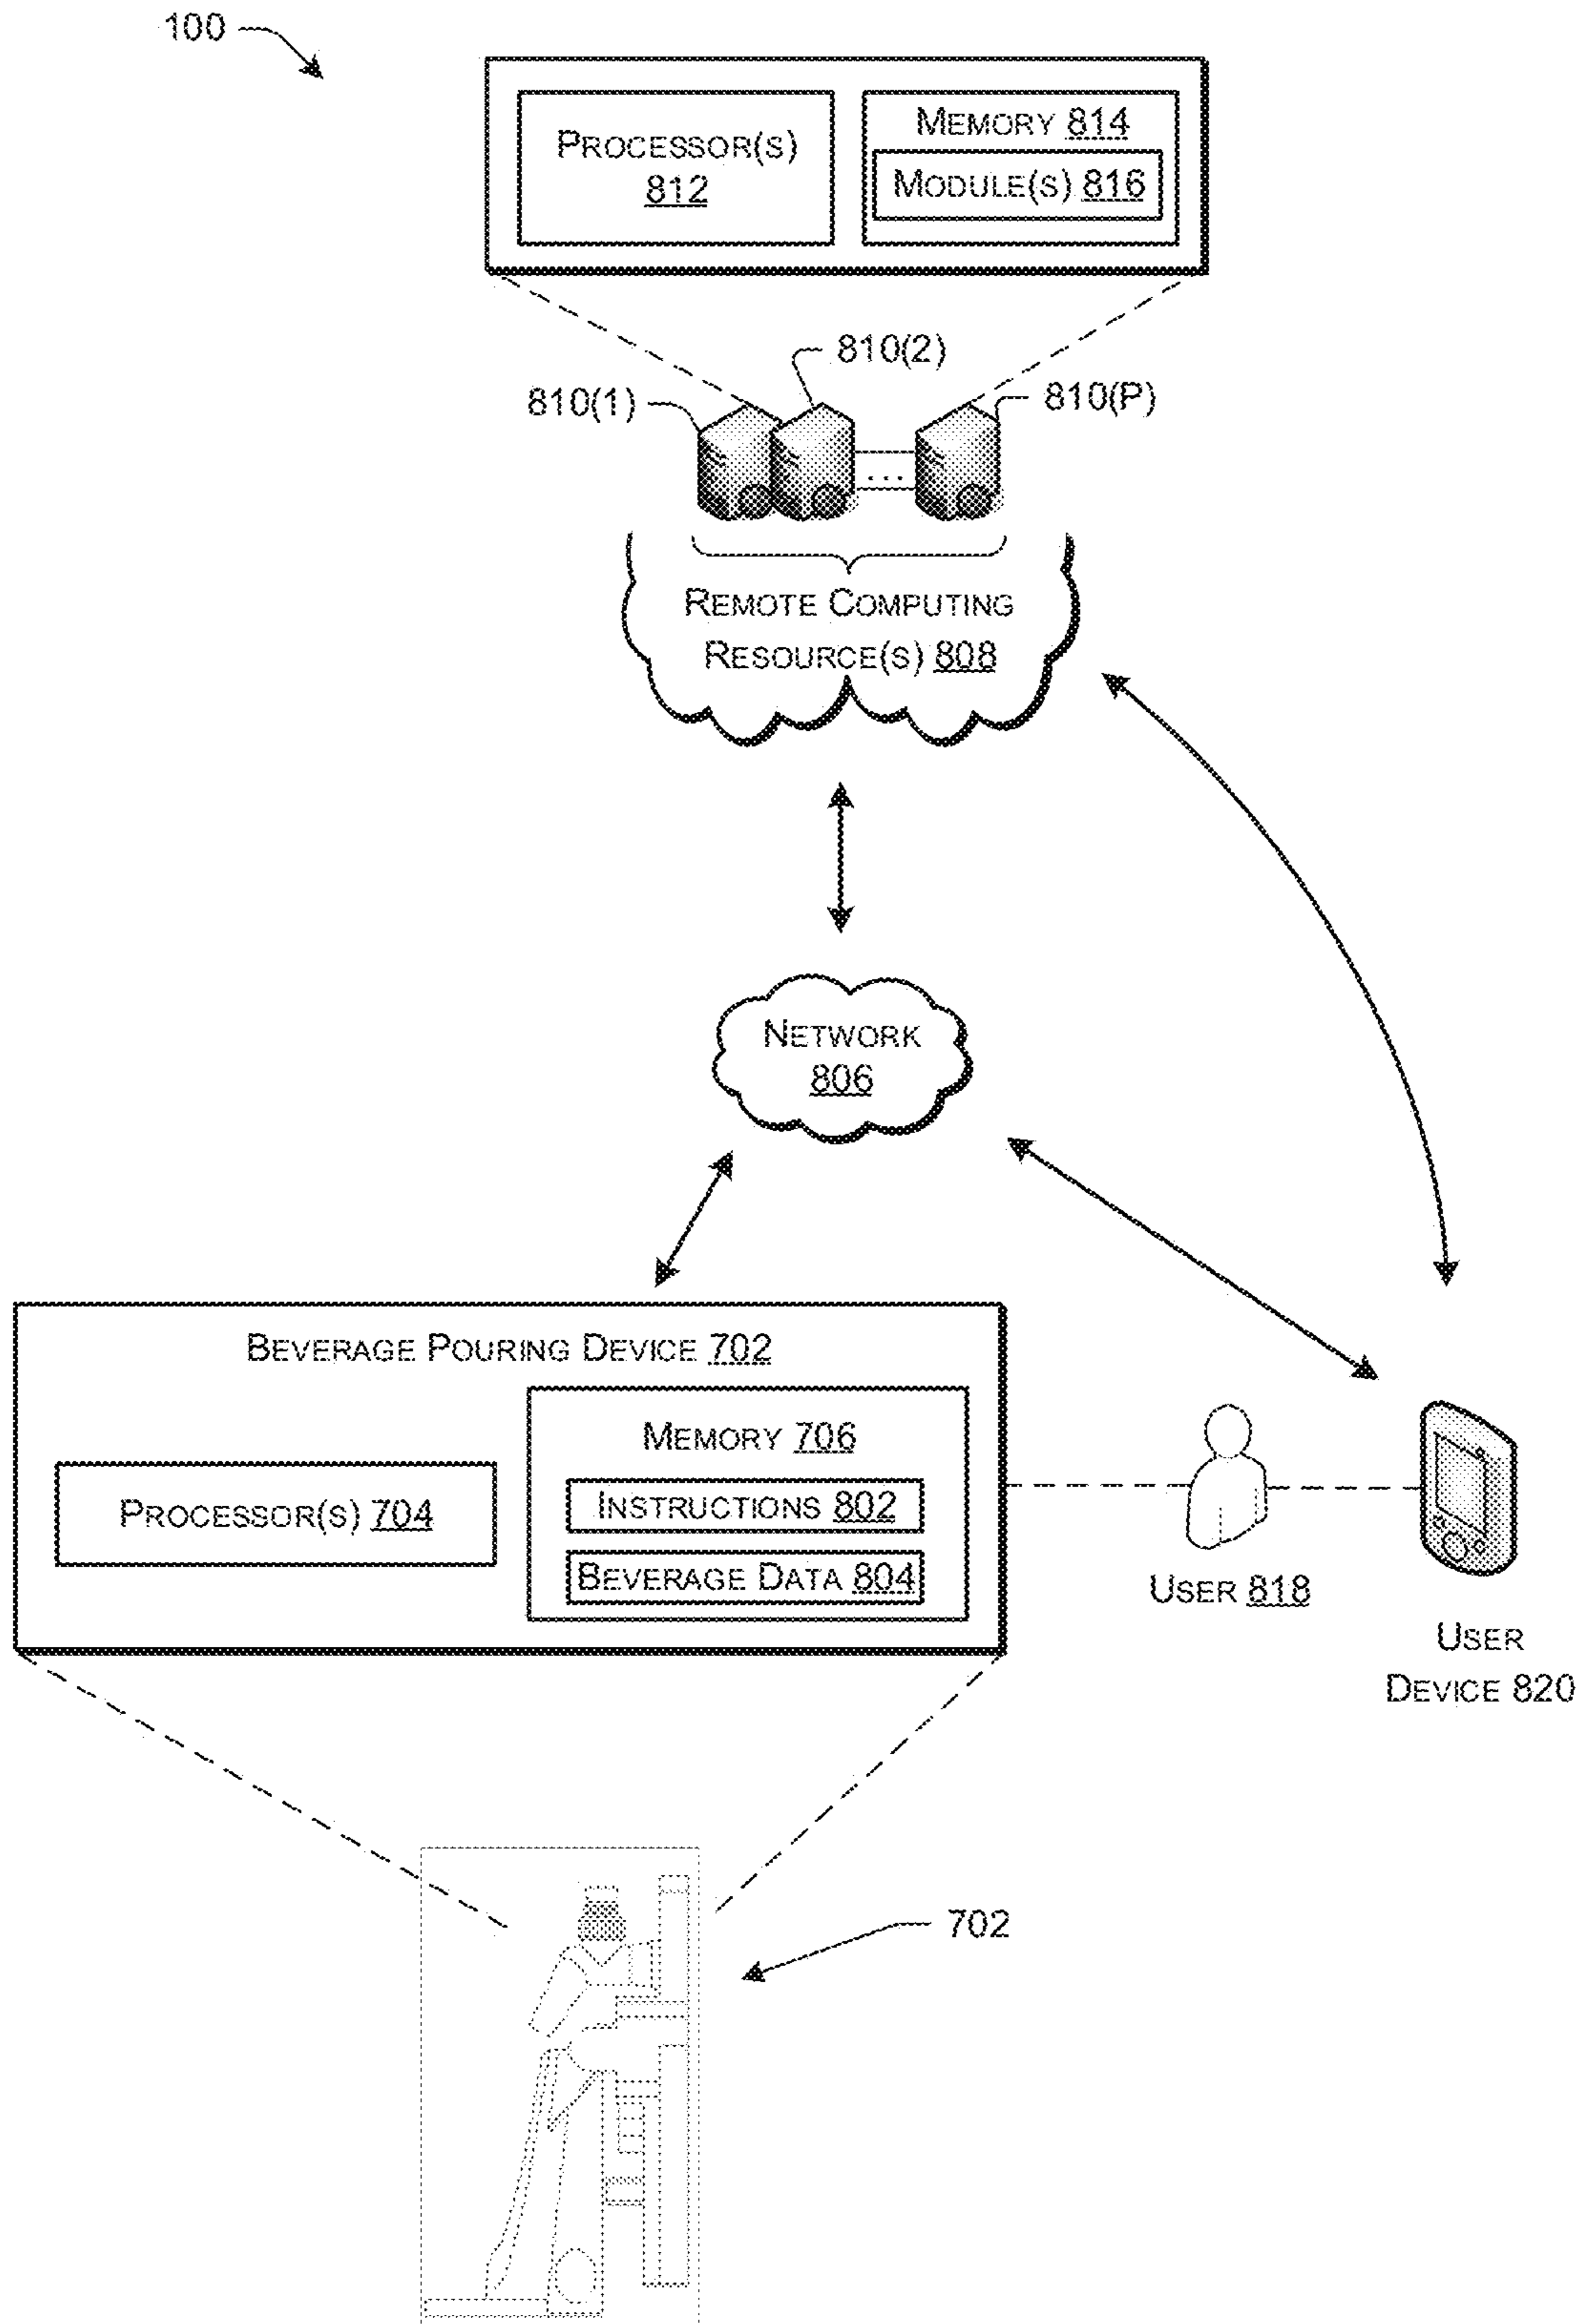 100
PROCESSOR(S)
812
MEMORY 814
MODULE(S) 816
810(2)
810(1)
810(P)
...
REMOTE COMPUTING
RESOURCE(S) 808
NETWORK
806
BEVERAGE POURING DEVICE 702
MEMORY 706
PROCESSOR(S) 704
INSTRUCTIONS 802
BEVERAGE DATA 804
USER 818
USER
DEVICE 820
702